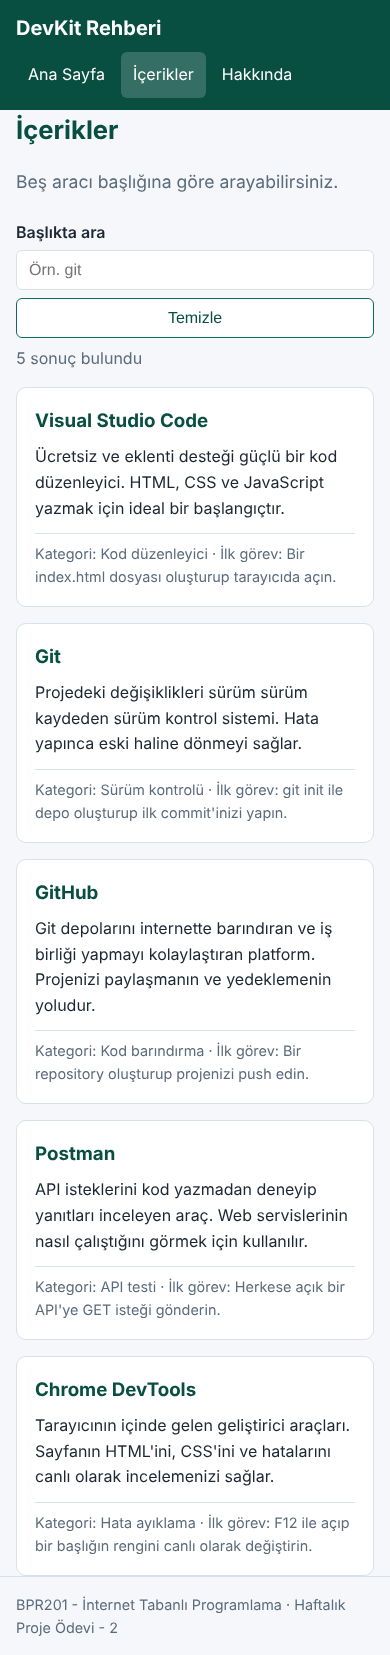 DevKit Rehberi
Ana Sayfa
İçerikler
Hakkında
İçerikler
Beş aracı başlığına göre arayabilirsiniz.
Başlıkta ara
Örn. git
Temizle
5 sonuç bulundu
Visual Studio Code
Ücretsiz ve eklenti desteği güçlü bir kod
düzenleyici. HTML, CSS ve JavaScript
yazmak için ideal bir başlangıçtır.
Kategori: Kod düzenleyici · İlk görev: Bir
index.html dosyası oluşturup tarayıcıda açın.
Git
Projedeki değişiklikleri sürüm sürüm
kaydeden sürüm kontrol sistemi. Hata
yapınca eski haline dönmeyi sağlar.
Kategori: Sürüm kontrolü · İlk görev: git init ile
depo oluşturup ilk commit'inizi yapın.
GitHub
Git depolarını internette barındıran ve iş
birliği yapmayı kolaylaştıran platform.
Projenizi paylaşmanın ve yedeklemenin
yoludur.
Kategori: Kod barındırma · İlk görev: Bir
repository oluşturup projenizi push edin.
Postman
API isteklerini kod yazmadan deneyip
yanıtları inceleyen araç. Web servislerinin
nasıl çalıştığını görmek için kullanılır.
Kategori: API testi · İlk görev: Herkese açık bir
API'ye GET isteği gönderin.
Chrome DevTools
Tarayıcının içinde gelen geliştirici araçları.
Sayfanın HTML'ini, CSS'ini ve hatalarını
canlı olarak incelemenizi sağlar.
Kategori: Hata ayıklama · İlk görev: F12 ile açıp
bir başlığın rengini canlı olarak değiştirin.
BPR201 - İnternet Tabanlı Programlama · Haftalık
Proje Ödevi - 2